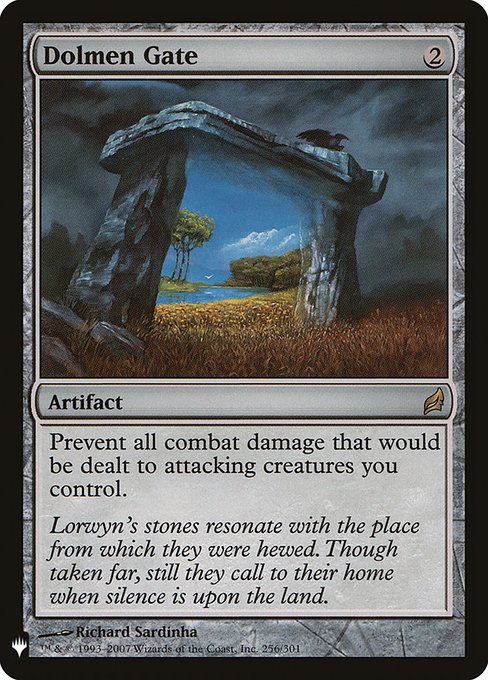 Dolmen Gate 2
Artifact
Prevent all combat damage that would
be dealt to attacking creatures you
control.
Lorwyn's stones resonate with the place
from which they were hewed. Though
taken far, still they call to their home
when silence is upon the land.
Richard Sardinha
™ & © 1993–2007 Wizards of the Coast, Inc. 256/301